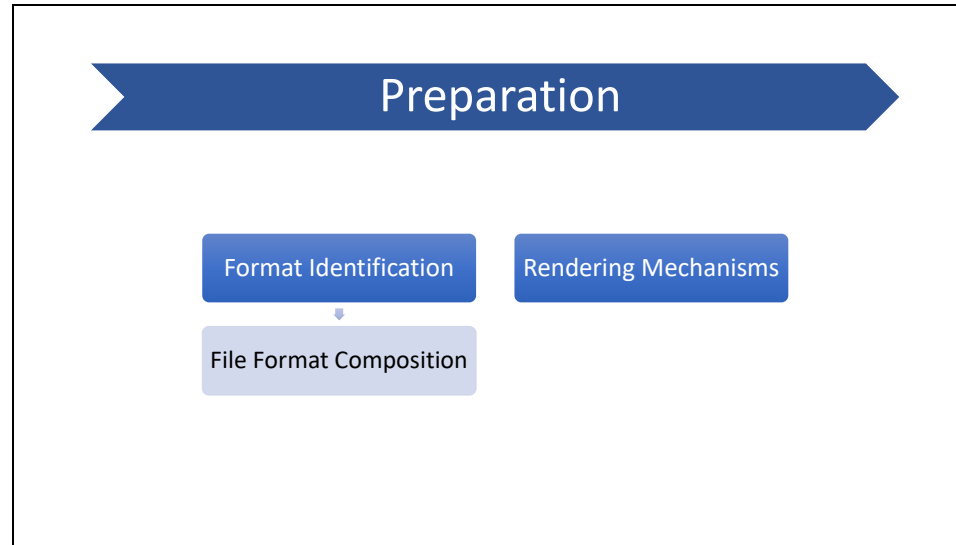 Preparation
Format Identification
Rendering Mechanisms
File Format Composition